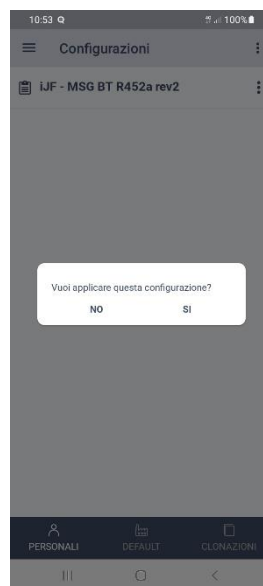 10:53
100%
Configurazioni
iJF - MSG BT R452a rev2
Vuoi applicare questa configurazione?
NO SI
PERSONALI DEFAULT CLONAZIONI